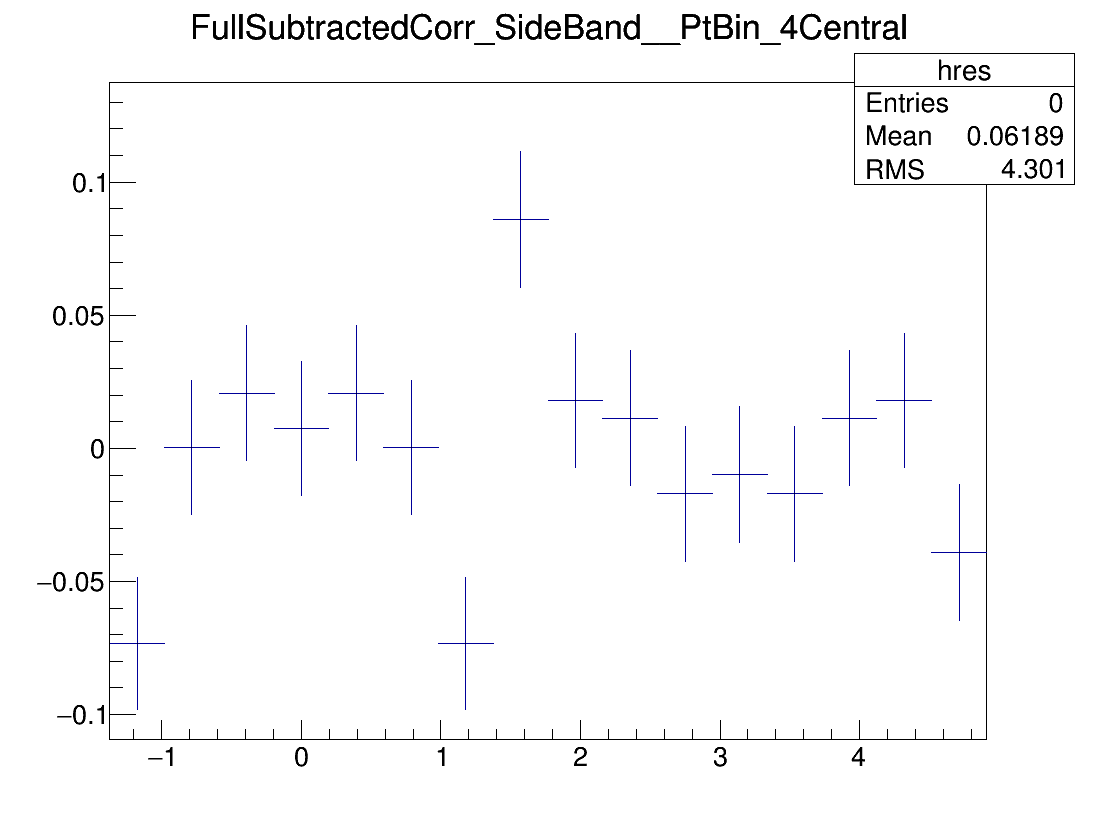 FullSubtractedCorr_SideBand__PtBin_4Central
hres
Entries 0
Mean 0.06189
RMS 4.301
0.1
0.05
0
−0.05
−0.1
−1 0 1 2 3 4